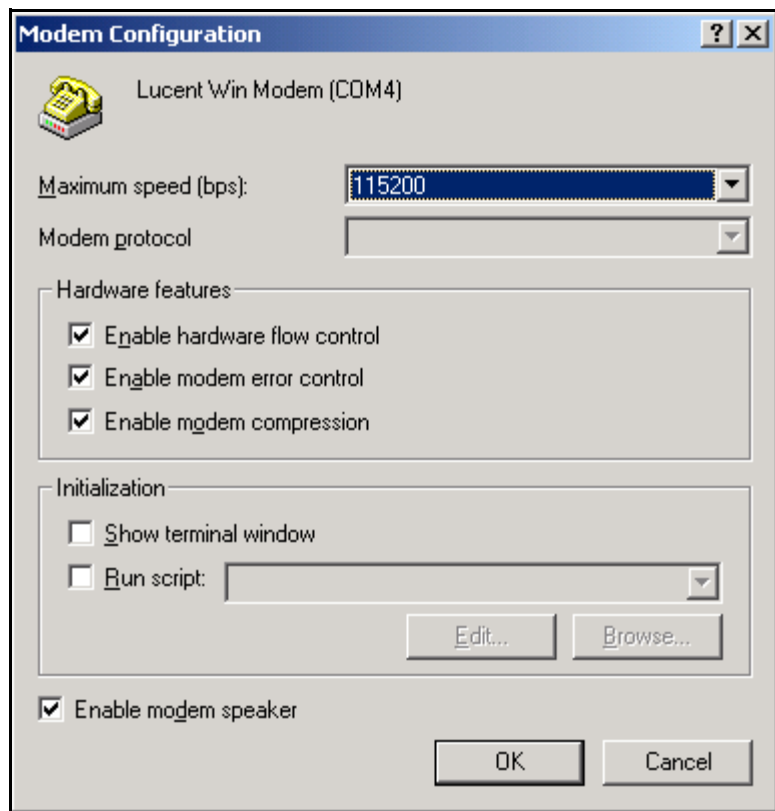 Modem Configuration
Lucent Win Modem (COM4)
Maximum speed (bps): 115200
Modem protocol
Hardware features
Enable hardware flow control
Enable modem error control
Enable modem compression
Initialization
Show terminal window
Run script:
Edit... Browse...
Enable modem speaker
OK Cancel